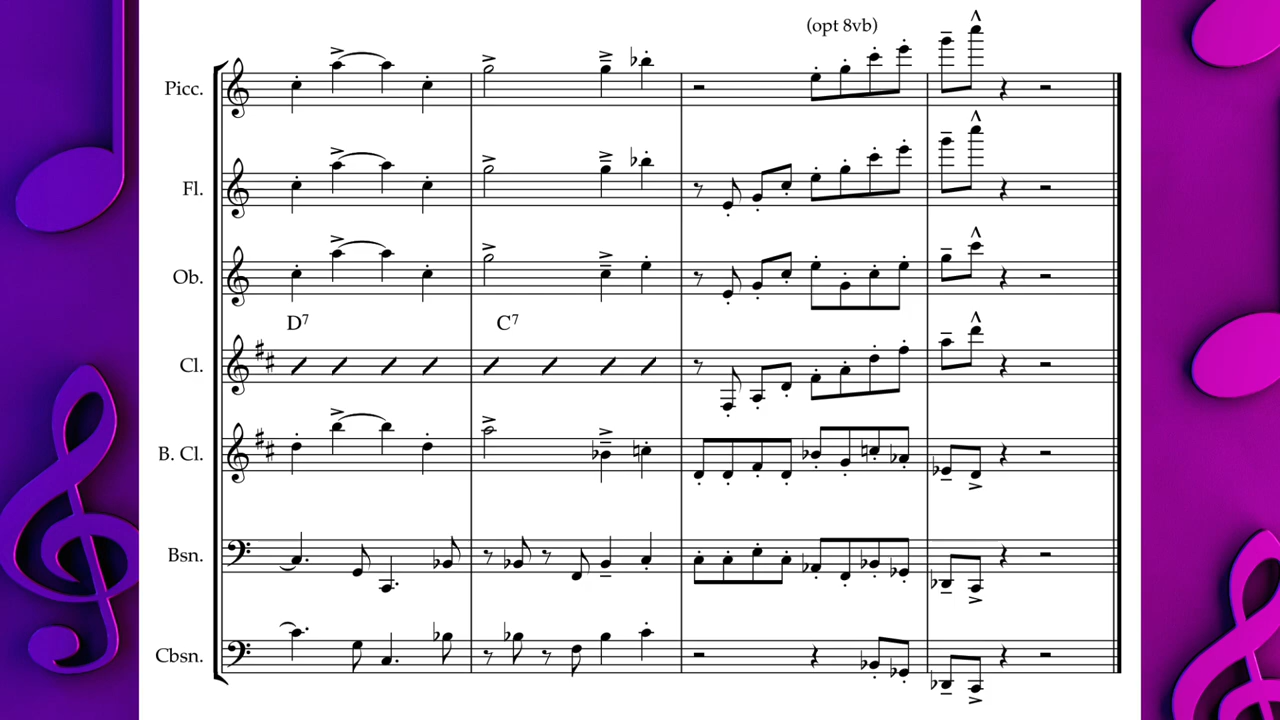 (opt 8vb)
Picc.
Fl.
Ob.
D7 C7
Cl.
B. Cl.
Bsn.
Cbsn.